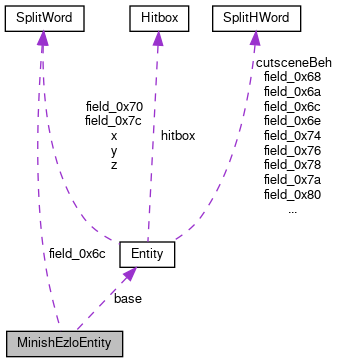 SplitWord
Hitbox
SplitHWord
cutsceneBeh
field_0x68
field_0x6a
field_0x6c
field_0x6e
field_0x74
field_0x76
field_0x78
field_0x7a
field_0x80
...
field_0x70
field_0x7c
x
y
z
hitbox
Entity
field_0x6c
base
MinishEzloEntity